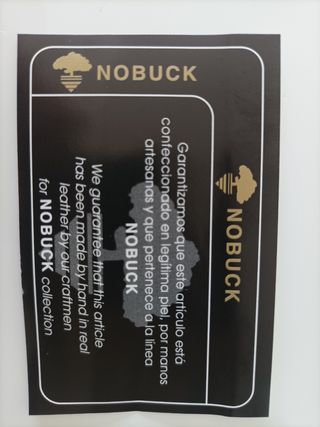 NOBUCK
NOBUCK
Garantizamos que este artículo está
confeccionado en legítima piel, por manos
artesanas y que pertenece a la línea
NOBUCK
We guarantee that this article
has been made by hand in real
leather by our craftmen
for NOBUCK collection